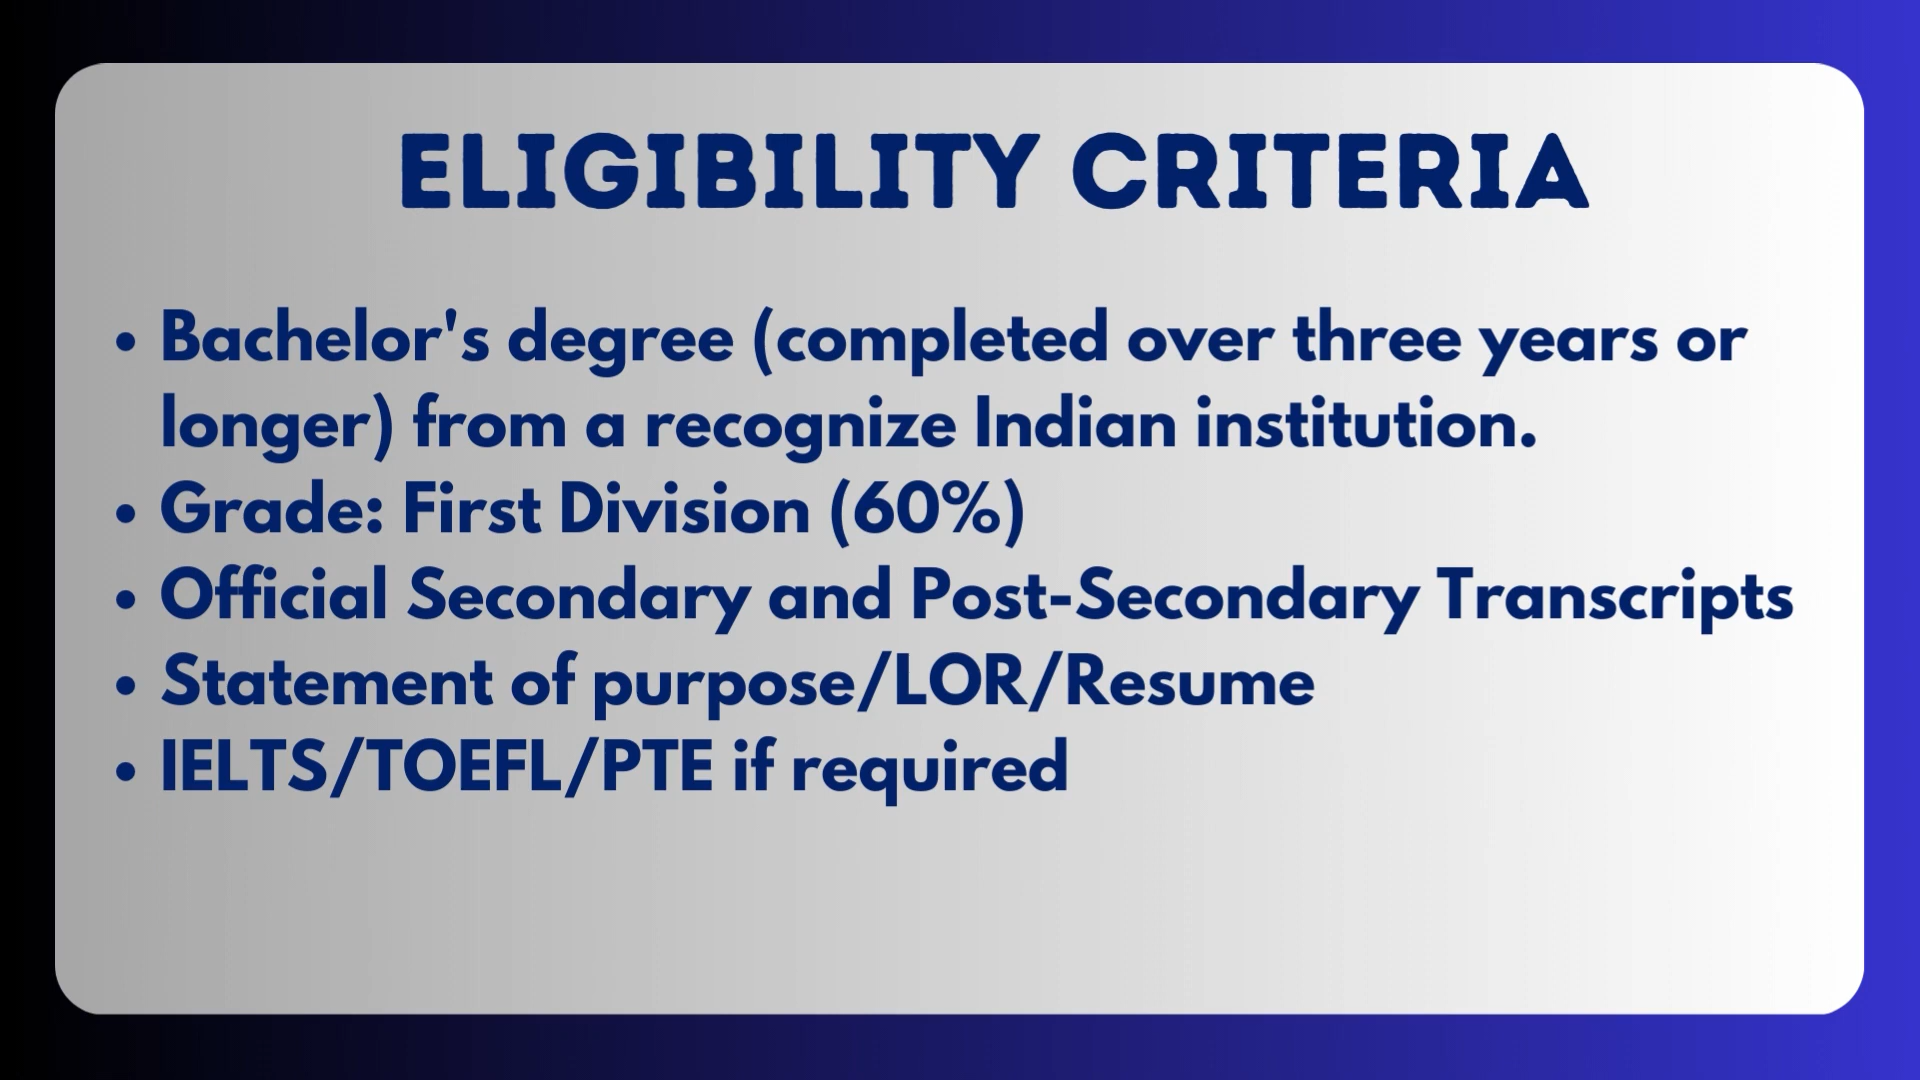 ELIGIBILITY CRITERIA
• Bachelor's degree (completed over three years or
longer) from a recognize Indian institution.
• Grade: First Division (60%)
• Official Secondary and Post-Secondary Transcripts
• Statement of purpose/LOR/Resume
• IELTS/TOEFL/PTE if required